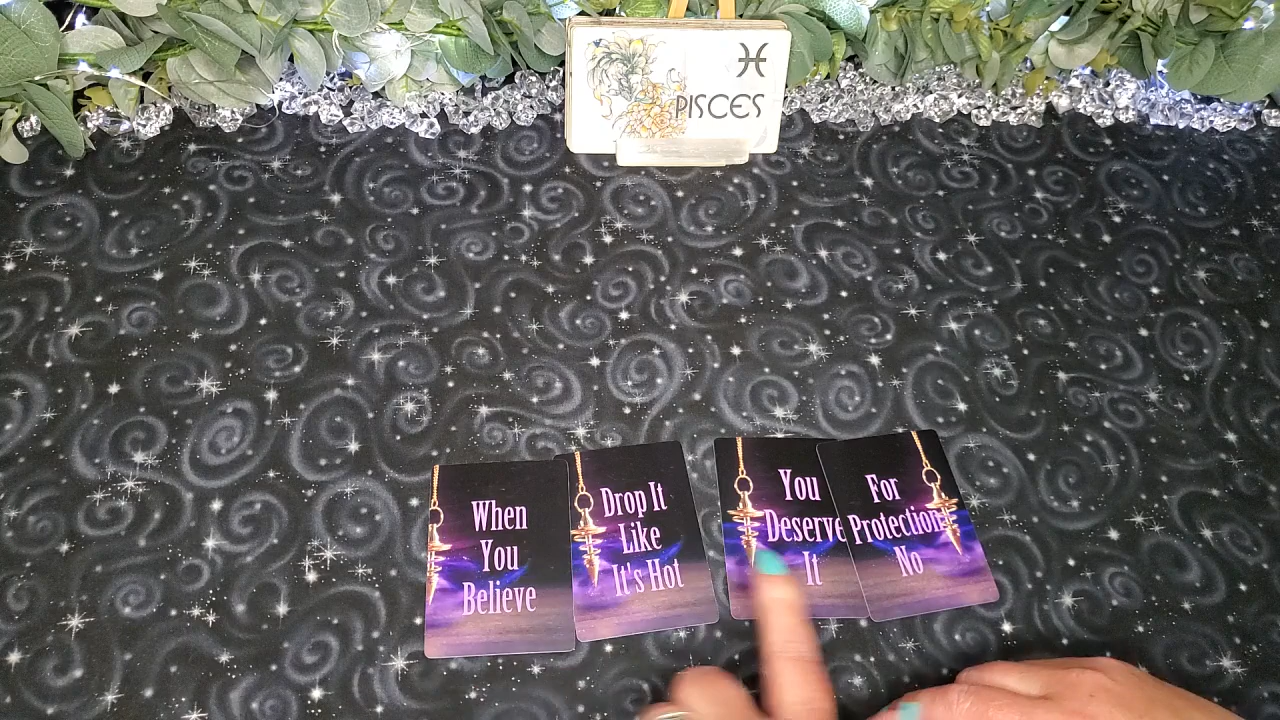 ♓
PISCES
When
You
Believe
Drop It
Like
It's Hot
You
Deserve
It
For
Protection
No